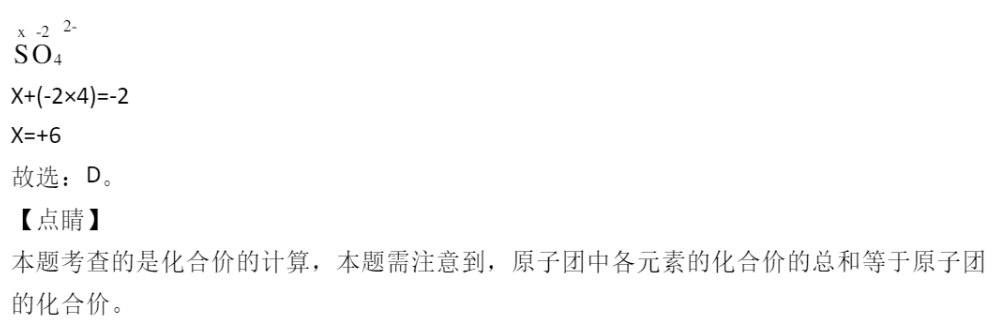 x -2 2-
SO4
X+(-2×4)=-2
X=+6
故选：D。
【点睛】
本题考查的是化合价的计算，本题需注意到，原子团中各元素的化合价的总和等于原子团
的化合价。